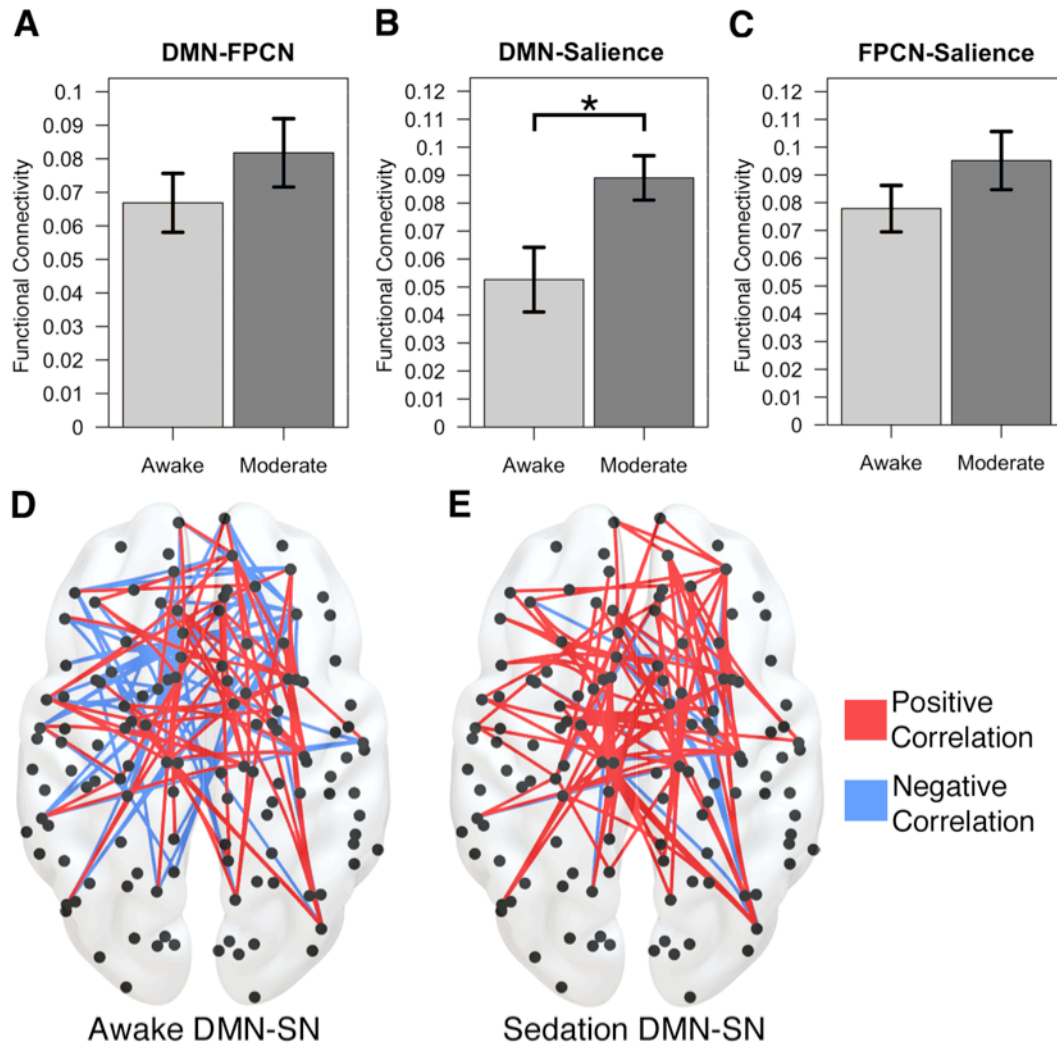 A
DMN-FPCN
Functional Connectivity
0.1
0.09
0.08
0.07
0.06
0.05
0.04
0.03
0.02
0.01
0
Awake
Moderate
B
DMN-Salience
*
Functional Connectivity
0.12
0.11
0.1
0.09
0.08
0.07
0.06
0.05
0.04
0.03
0.02
0.01
0
Awake
Moderate
C
FPCN-Salience
Functional Connectivity
0.12
0.11
0.1
0.09
0.08
0.07
0.06
0.05
0.04
0.03
0.02
0.01
0
Awake
Moderate
D
Awake DMN-SN
E
Sedation DMN-SN
Positive
Correlation
Negative
Correlation